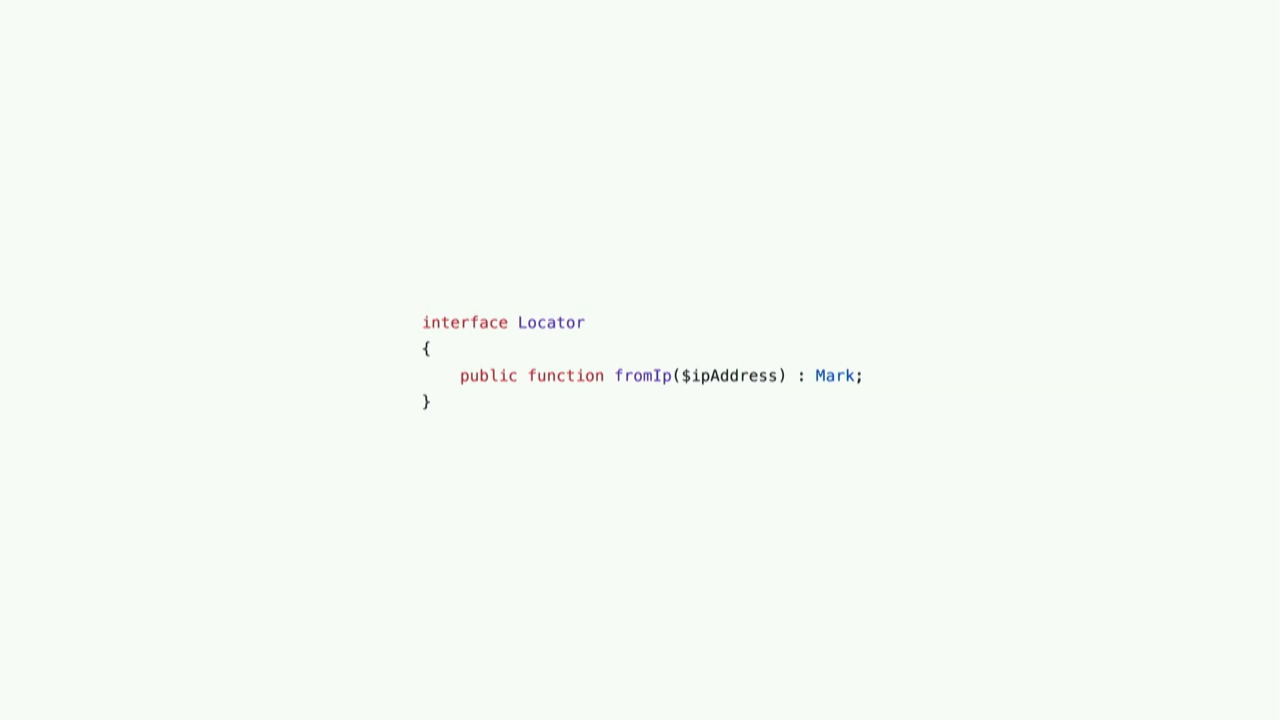 interface Locator
{
    public function fromIp($ipAddress) : Mark;
}